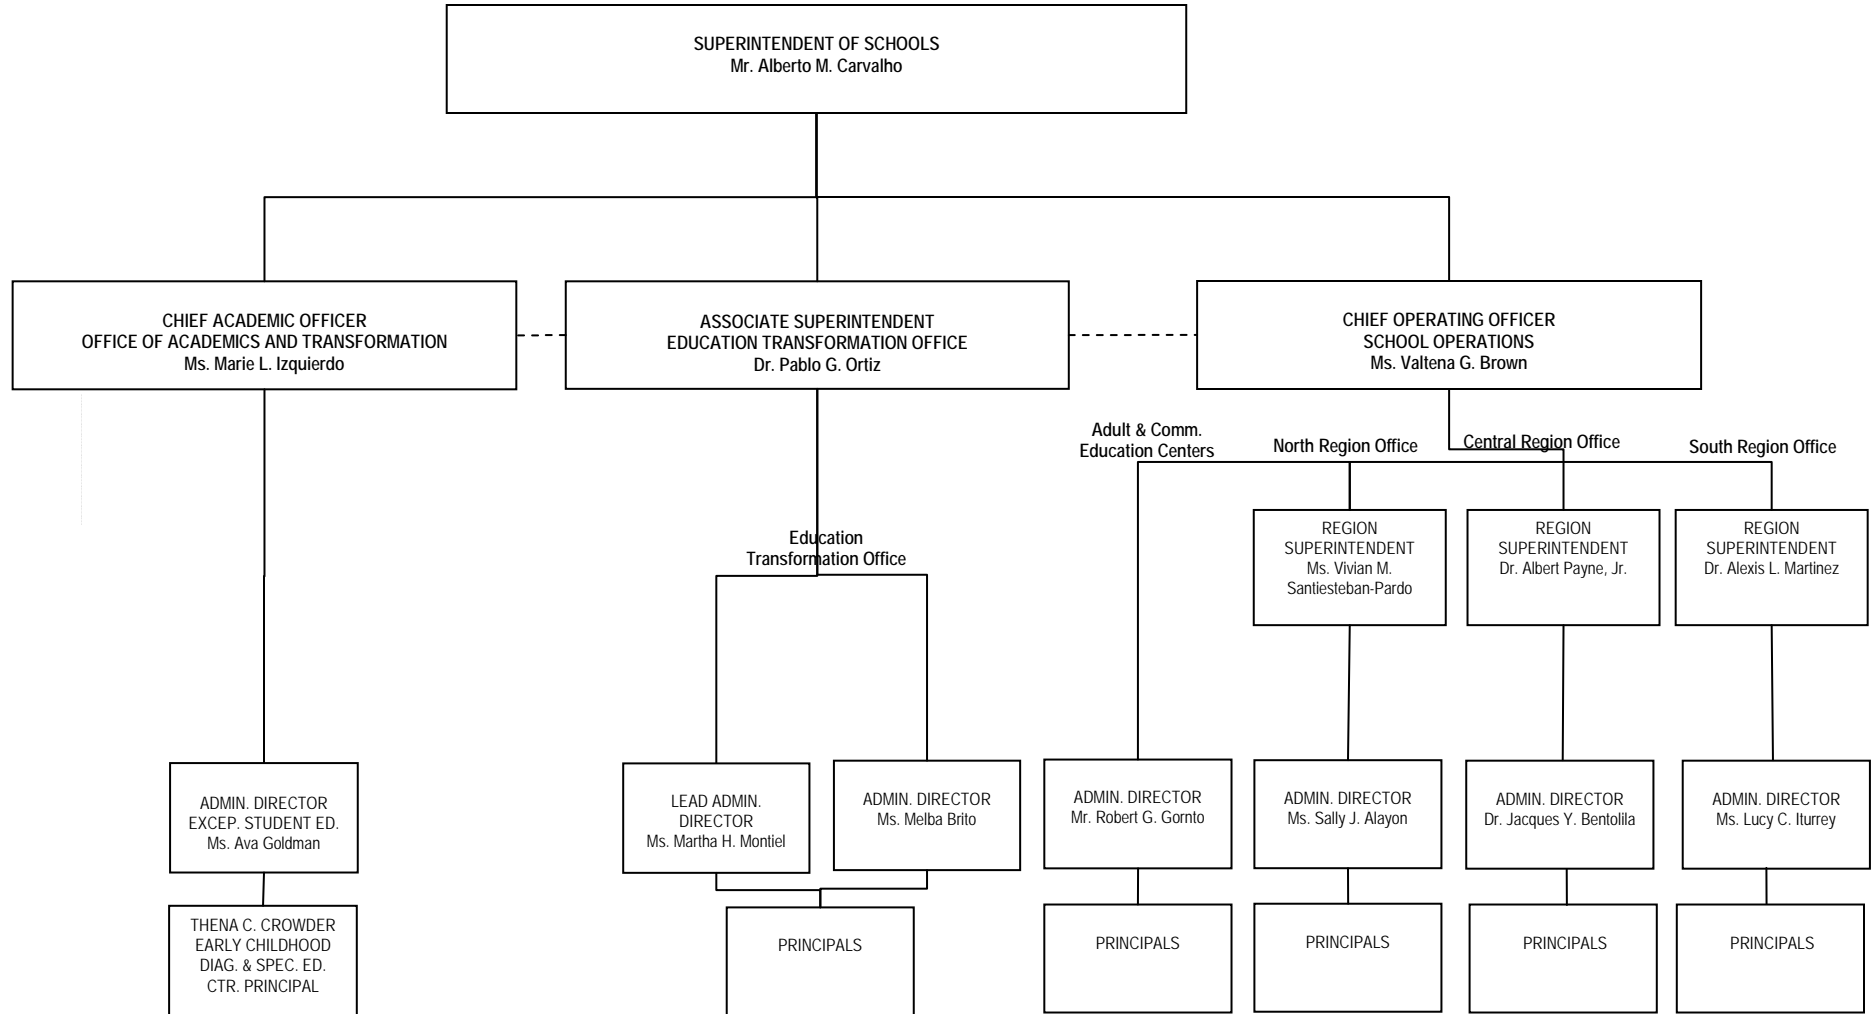 SUPERINTENDENT OF SCHOOLS
Mr. Alberto M. Carvalho
CHIEF ACADEMIC OFFICER
OFFICE OF ACADEMICS AND TRANSFORMATION
Ms. Marie L. Izquierdo
ASSOCIATE SUPERINTENDENT
EDUCATION TRANSFORMATION OFFICE
Dr. Pablo G. Ortiz
CHIEF OPERATING OFFICER
SCHOOL OPERATIONS
Ms. Valtena G. Brown
Adult & Comm.
Education Centers
North Region Office
Central Region Office
South Region Office
REGION
SUPERINTENDENT
Ms. Vivian M.
Santiesteban-Pardo
REGION
SUPERINTENDENT
Dr. Albert Payne, Jr.
REGION
SUPERINTENDENT
Dr. Alexis L. Martinez
Education
Transformation Office
ADMIN. DIRECTOR
EXCEP. STUDENT ED.
Ms. Ava Goldman
LEAD ADMIN.
DIRECTOR
Ms. Martha H. Montiel
ADMIN. DIRECTOR
Ms. Melba Brito
ADMIN. DIRECTOR
Mr. Robert G. Gornto
ADMIN. DIRECTOR
Ms. Sally J. Alayon
ADMIN. DIRECTOR
Dr. Jacques Y. Bentolila
ADMIN. DIRECTOR
Ms. Lucy C. Iturrey
THENA C. CROWDER
EARLY CHILDHOOD
DIAG. & SPEC. ED.
CTR. PRINCIPAL
PRINCIPALS
PRINCIPALS
PRINCIPALS
PRINCIPALS
PRINCIPALS